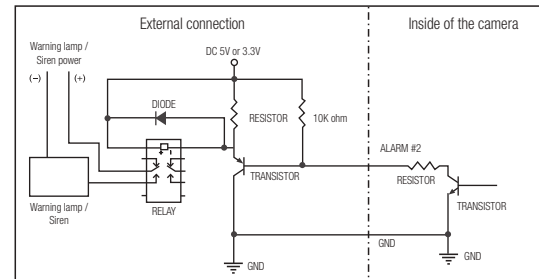 External connection
Inside of the camera
Warning lamp /
Siren power
(−)
(+)
DC 5V or 3.3V
DIODE
RESISTOR
10K ohm
ALARM #2
RESISTOR
TRANSISTOR
TRANSISTOR
Warning lamp /
Siren
RELAY
GND
GND
GND